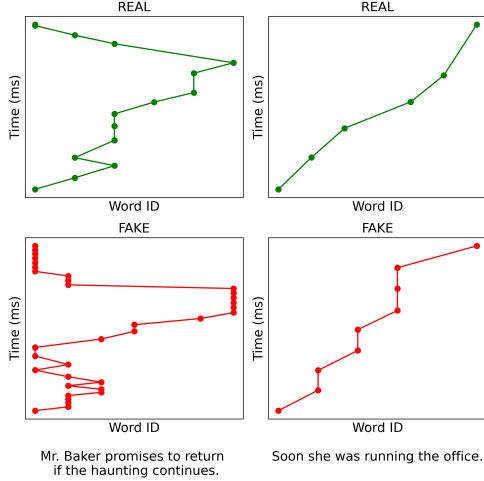 REAL
REAL
Time (ms)
Time (ms)
Word ID
Word ID
FAKE
FAKE
Time (ms)
Time (ms)
Word ID
Word ID
Mr. Baker promises to return
if the haunting continues.
Soon she was running the office.